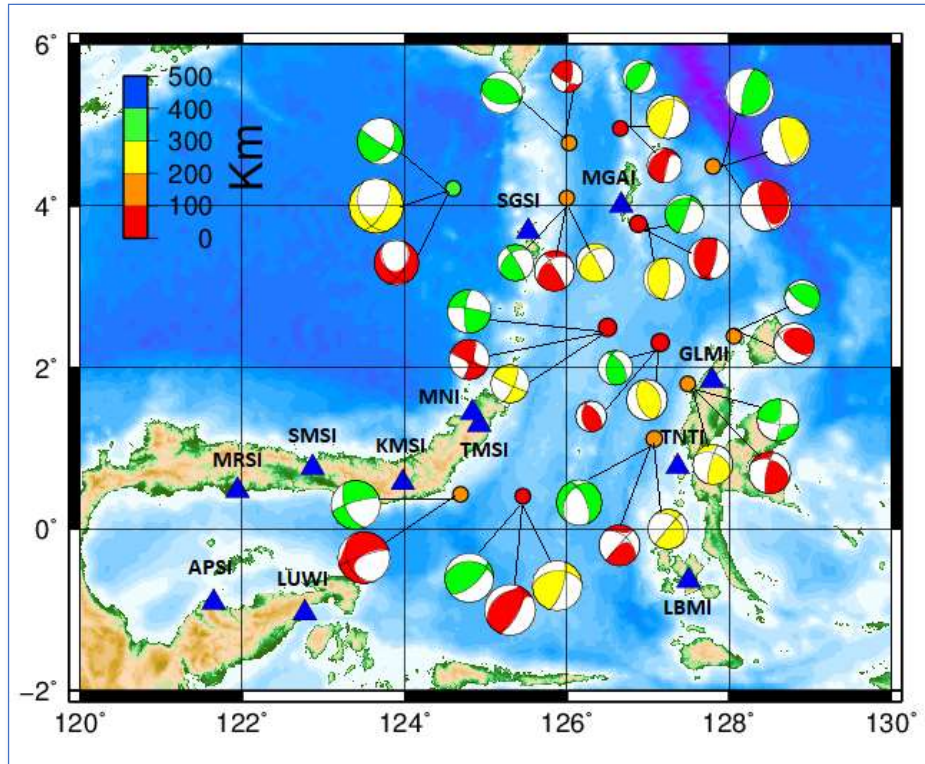 6°
500
400
300
200
100
0
Km
MGAI
SGSI
4°
2°
GLMI
MNI
TMSI
TNTI
SMSI
KMSI
MRSI
0°
APSI
LUWI
LBMI
−2°
120° 122° 124° 126° 128° 130°